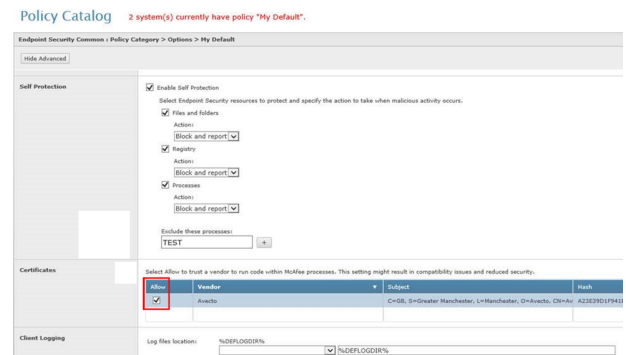 Policy Catalog 2 system(s) currently have policy "My Default".
Endpoint Security Common : Policy Category > Options > My Default
Hide Advanced
Self Protection
Enable Self Protection
Select Endpoint Security resources to protect and specify the action to take when malicious activity occurs.
Files and folders
Action:
Block and report
Registry
Action:
Block and report
Processes
Action:
Block and report
Exclude these processes:
TEST +
Certificates
Select Allow to trust a vendor to run code within McAfee processes. This setting might result in compatibility issues and reduced security.
Allow Vendor Subject Hash
Avecto C=GB, S=Greater Manchester, L=Manchester, O=Avecto, CN=Av A23E39D1F941
Client Logging
Log files location: %DEFLOGDIR%
%DEFLOGDIR%